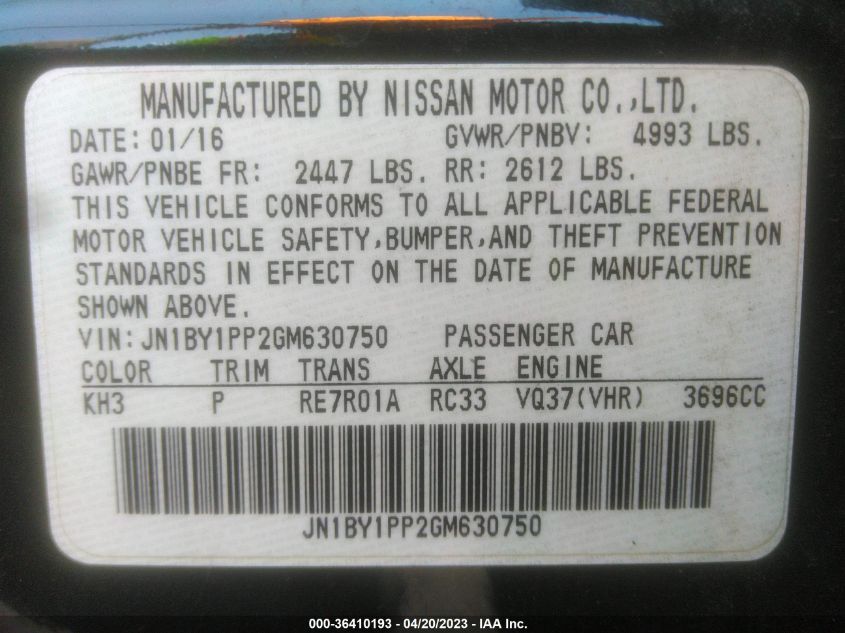 MANUFACTURED BY NISSAN MOTOR CO.,LTD.
DATE: 01/16 GVWR/PNBV: 4993 LBS.
GAWR/PNBE FR: 2447 LBS. RR: 2612 LBS.
THIS VEHICLE CONFORMS TO ALL APPLICABLE FEDERAL
MOTOR VEHICLE SAFETY,BUMPER,AND THEFT PREVENTION
STANDARDS IN EFFECT ON THE DATE OF MANUFACTURE
SHOWN ABOVE.
VIN: JN1BY1PP2GM630750 PASSENGER CAR
COLOR TRIM TRANS AXLE ENGINE
KH3 P RE7R01A RC33 VQ37(VHR) 3696CC
JN1BY1PP2GM630750
000-36410193 - 04/20/2023 - IAA Inc.